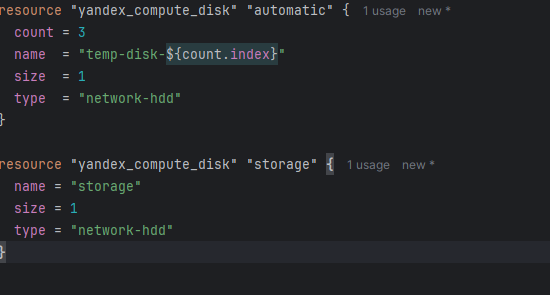 resource "yandex_compute_disk" "automatic" { 1 usage new *
count = 3
name = "temp-disk-${count.index}"
size = 1
type = "network-hdd"
}
resource "yandex_compute_disk" "storage" { 1 usage new *
name = "storage"
size = 1
type = "network-hdd"
}